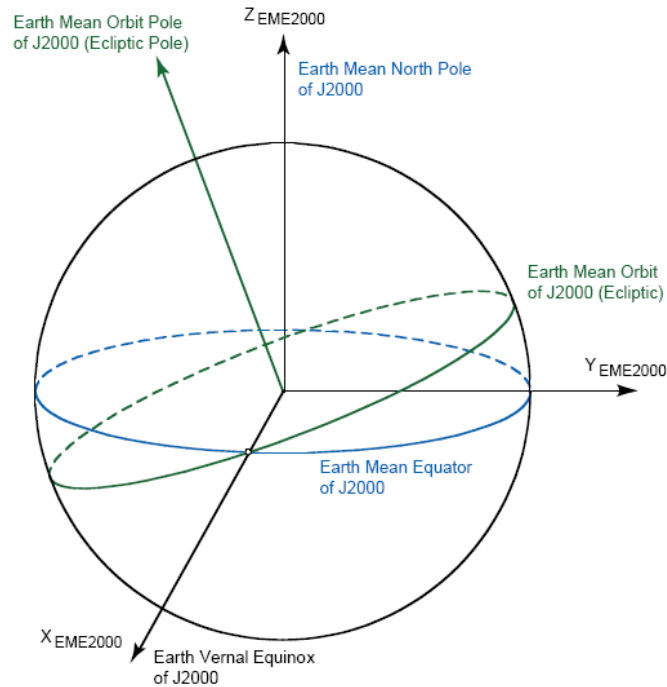 Earth Mean Orbit Pole
of J2000 (Ecliptic Pole)
Z EME2000
Earth Mean North Pole
of J2000
Earth Mean Orbit
of J2000 (Ecliptic)
Y EME2000
Earth Mean Equator
of J2000
X EME2000
Earth Vernal Equinox
of J2000